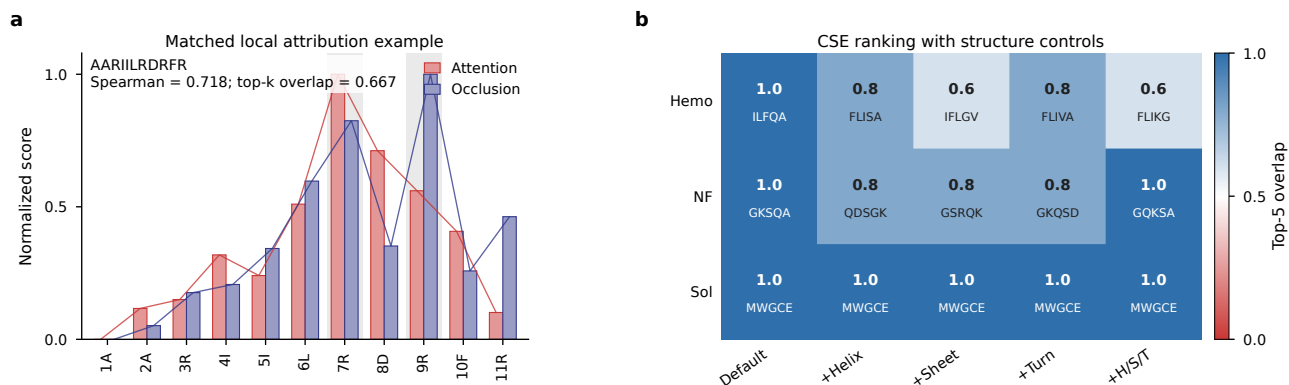 a
Matched local attribution example
AARIILRDRFR
Spearman = 0.718; top-k overlap = 0.667
Attention
Occlusion
Normalized score
1.0
0.5
0.0
1A
2A
3R
4I
5I
6L
7R
8D
9R
10F
11R
b
CSE ranking with structure controls
Hemo
1.0
0.8
0.6
0.8
0.6
ILFQA
FLISA
IFLGV
FLIVA
FLIKG
NF
1.0
0.8
0.8
0.8
1.0
GKSQA
QDSGK
GSRQK
GKQSD
GQKSA
Sol
1.0
1.0
1.0
1.0
1.0
MWGCE
MWGCE
MWGCE
MWGCE
MWGCE
Default
+Helix
+Sheet
+Turn
+H/S/T
1.0
0.5
0.0
Top-5 overlap